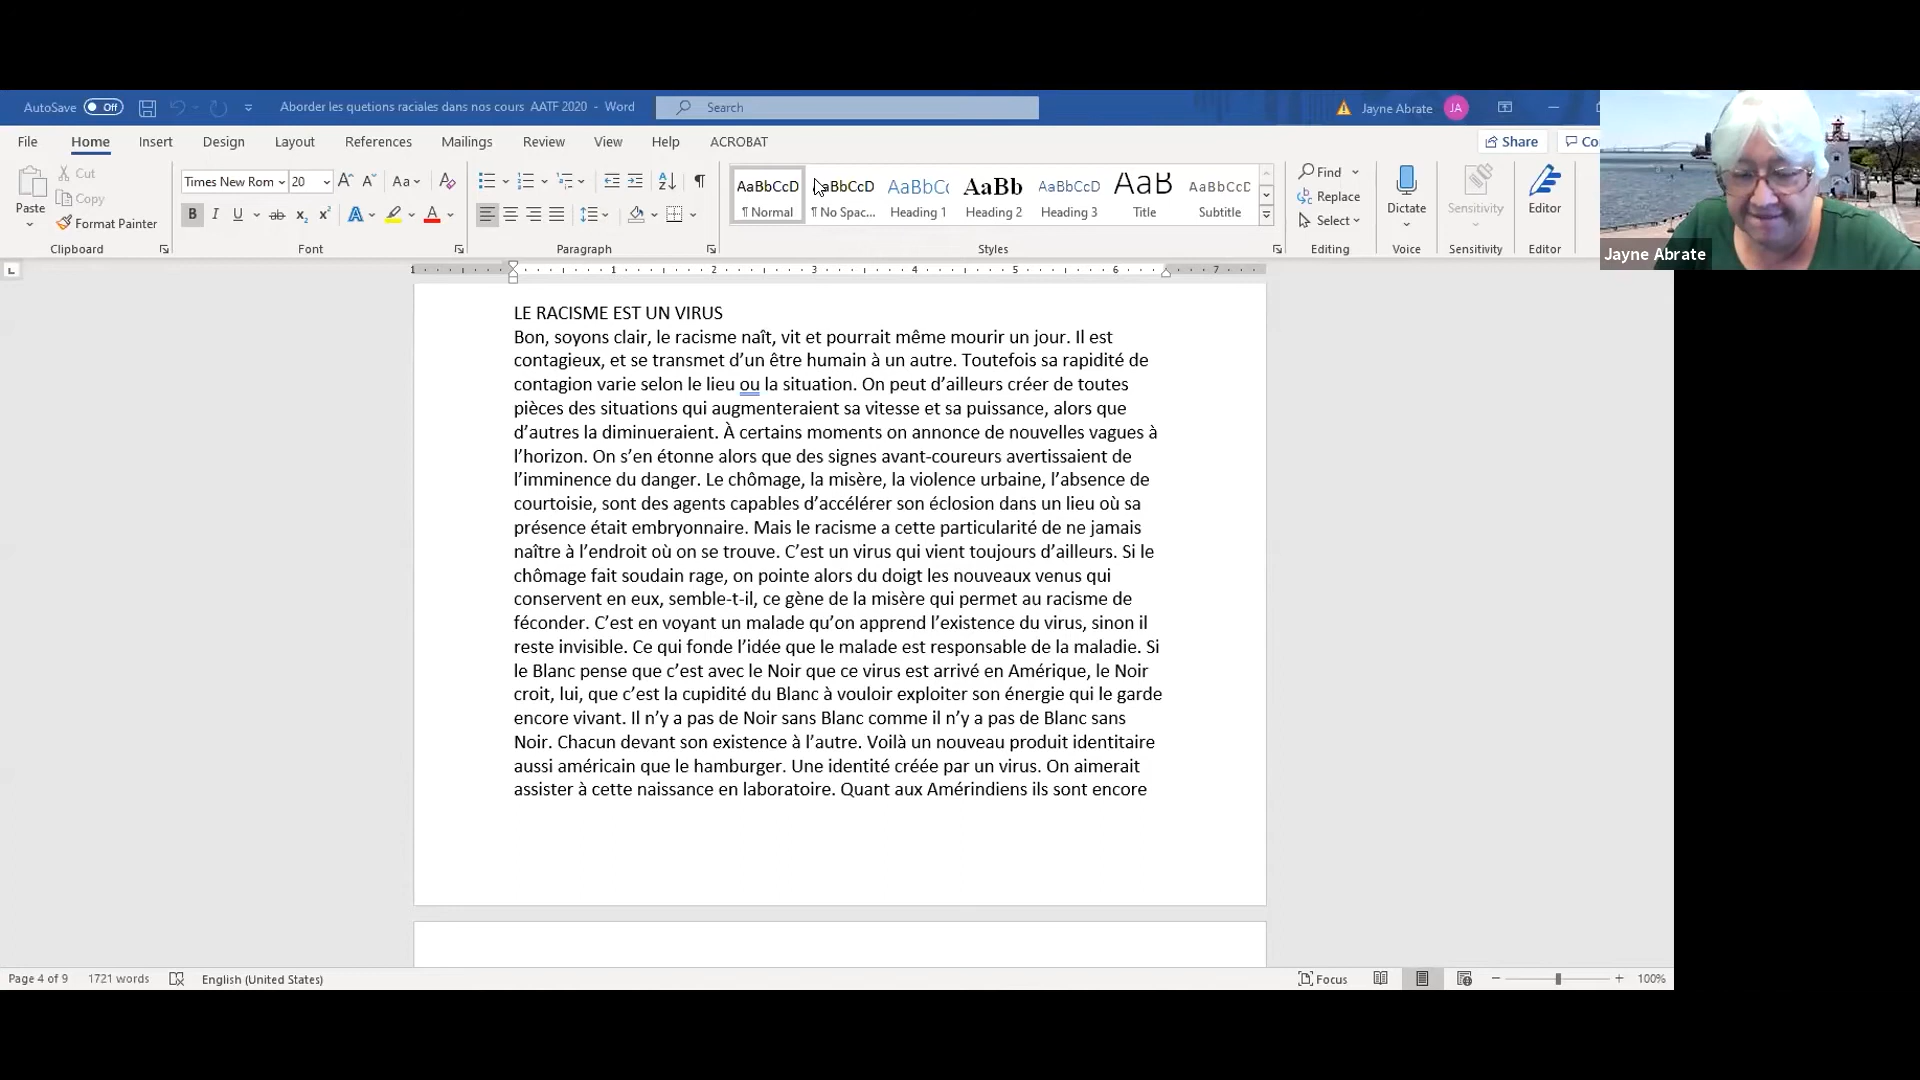 AutoSave Off Aborder les quetions raciales dans nos cours AATF 2020 - Word Search Jayne Abrate JA
File Home Insert Design Layout References Mailings Review View Help ACROBAT Share Co
Paste Cut Copy Format Painter
Times New Rom 20 Aa
B I U ab x₂ x² A A
AaBbCcD AaBbCcD AaBbCc AaBb AaBbCcD AaB AaBbCcD
¶ Normal ¶ No Spac... Heading 1 Heading 2 Heading 3 Title Subtitle
Find Replace Select Dictate Sensitivity Editor
Clipboard Font Paragraph Styles Editing Voice Sensitivity Editor
Jayne Abrate
1 1 2 3 4 5 6 7
LE RACISME EST UN VIRUS
Bon, soyons clair, le racisme naît, vit et pourrait même mourir un jour. Il est
contagieux, et se transmet d’un être humain à un autre. Toutefois sa rapidité de
contagion varie selon le lieu ou la situation. On peut d’ailleurs créer de toutes
pièces des situations qui augmenteraient sa vitesse et sa puissance, alors que
d’autres la diminueraient. À certains moments on annonce de nouvelles vagues à
l’horizon. On s’en étonne alors que des signes avant-coureurs avertissaient de
l’imminence du danger. Le chômage, la misère, la violence urbaine, l’absence de
courtoisie, sont des agents capables d’accélérer son éclosion dans un lieu où sa
présence était embryonnaire. Mais le racisme a cette particularité de ne jamais
naître à l’endroit où on se trouve. C’est un virus qui vient toujours d’ailleurs. Si le
chômage fait soudain rage, on pointe alors du doigt les nouveaux venus qui
conservent en eux, semble-t-il, ce gène de la misère qui permet au racisme de
féconder. C’est en voyant un malade qu’on apprend l’existence du virus, sinon il
reste invisible. Ce qui fonde l’idée que le malade est responsable de la maladie. Si
le Blanc pense que c’est avec le Noir que ce virus est arrivé en Amérique, le Noir
croit, lui, que c’est la cupidité du Blanc à vouloir exploiter son énergie qui le garde
encore vivant. Il n’y a pas de Noir sans Blanc comme il n’y a pas de Blanc sans
Noir. Chacun devant son existence à l’autre. Voilà un nouveau produit identitaire
aussi américain que le hamburger. Une identité créée par un virus. On aimerait
assister à cette naissance en laboratoire. Quant aux Amérindiens ils sont encore
Page 4 of 9 1721 words English (United States) Focus 100%